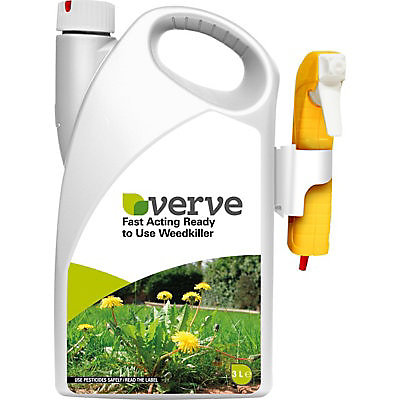 verve
Fast Acting Ready
to Use Weedkiller
3 L e
USE PESTICIDES SAFELY / READ THE LABEL